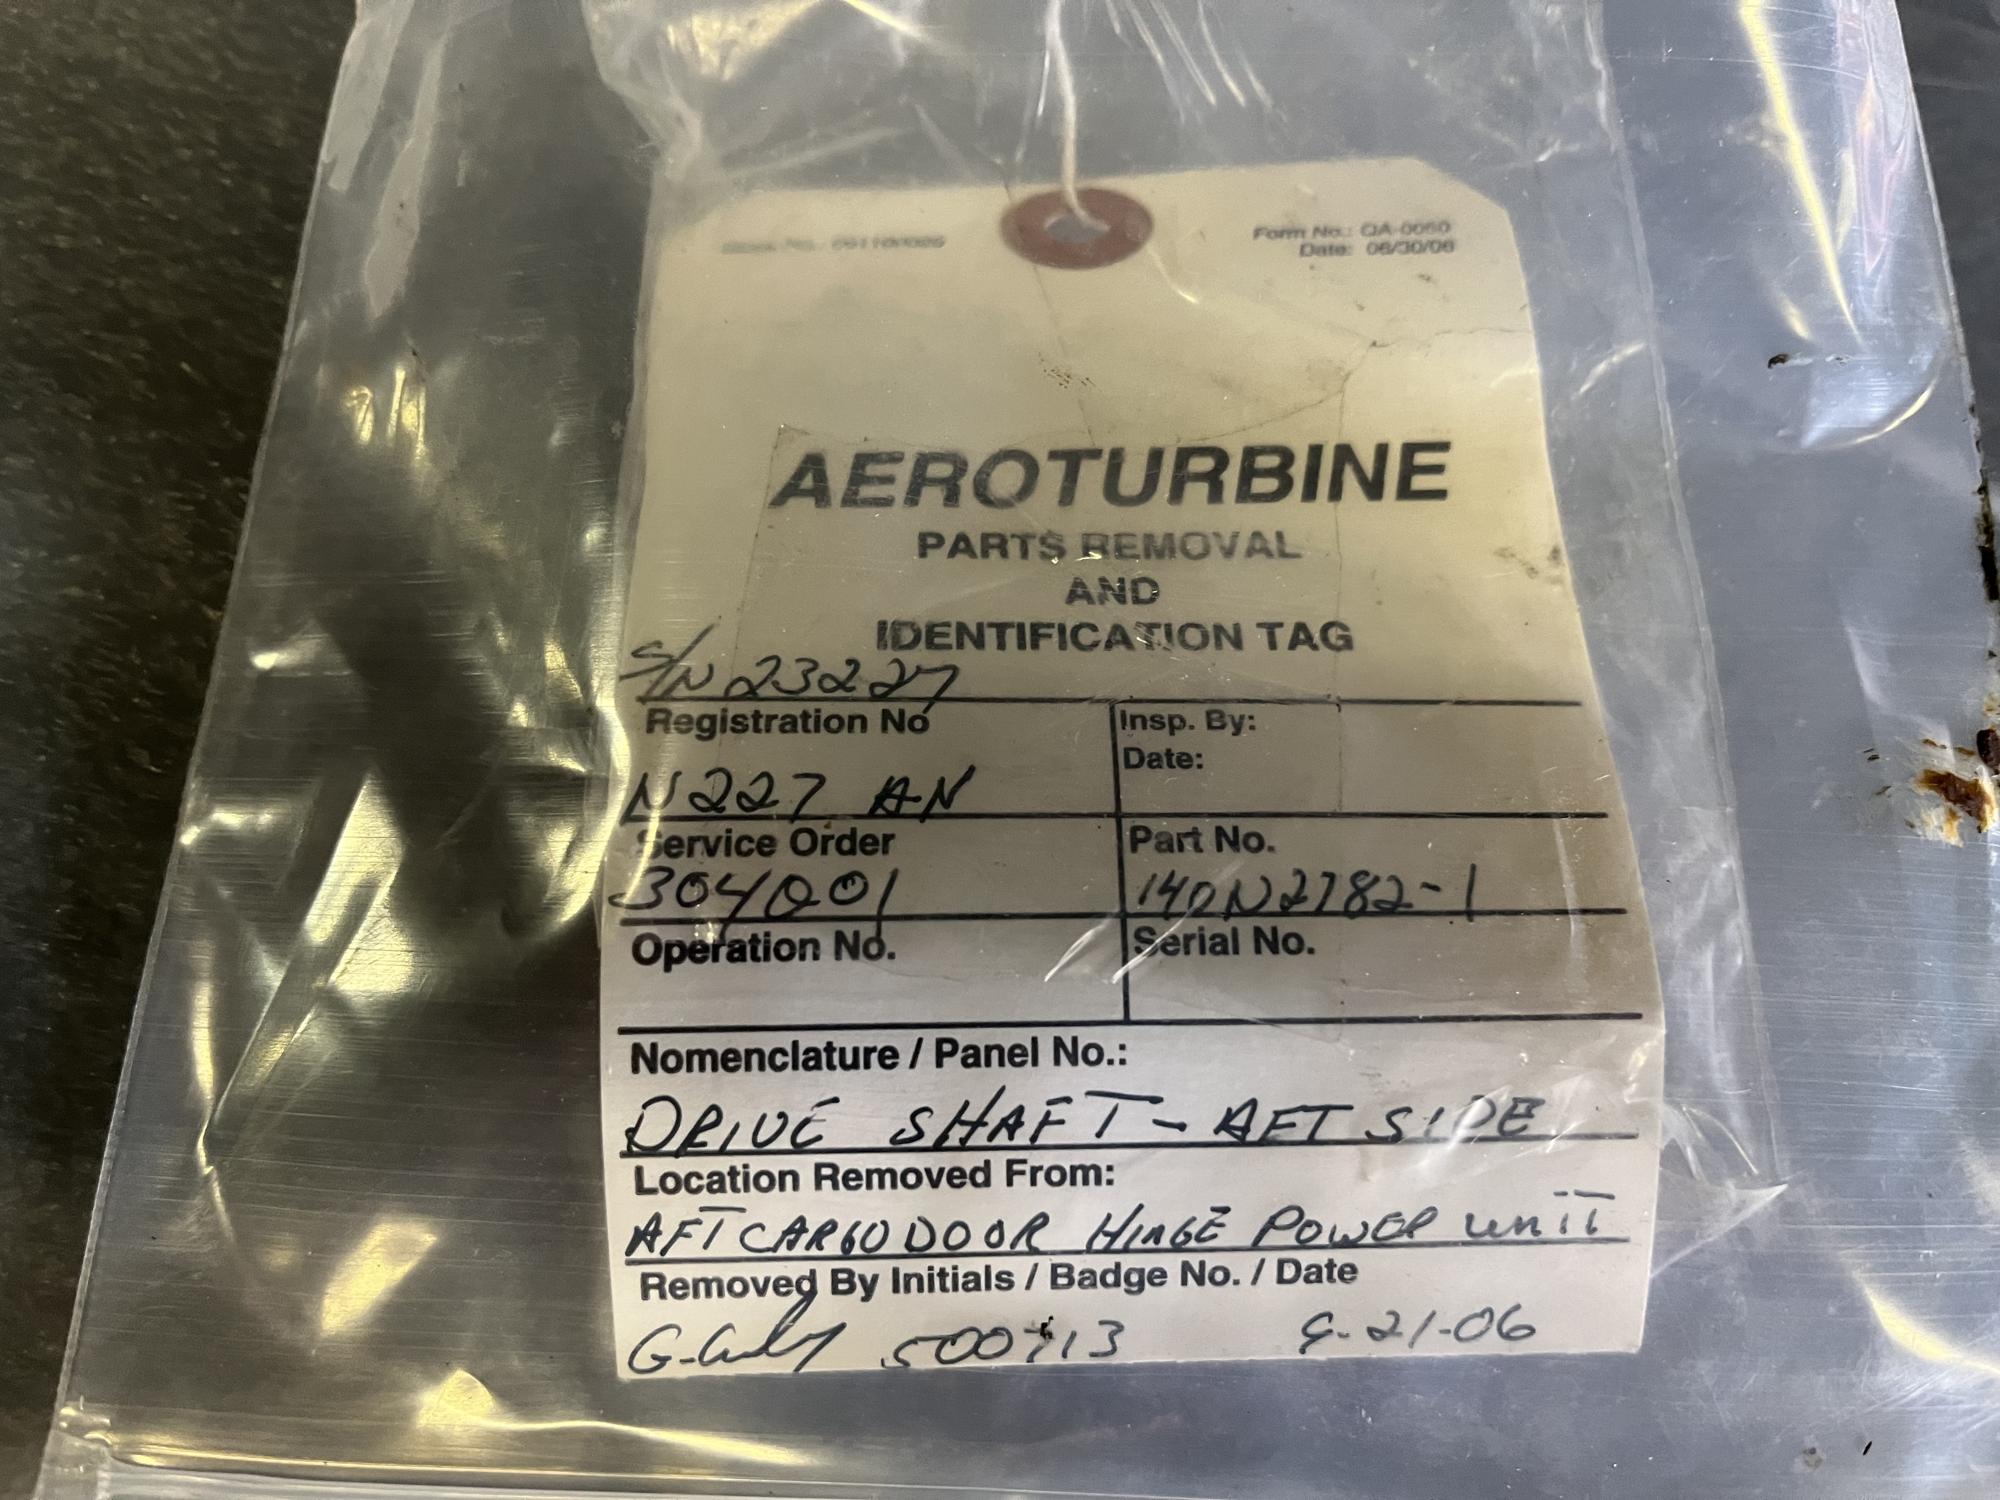 Form No.: QA-0050
Date: 06/30/06
AEROTURBINE
PARTS REMOVAL
AND
IDENTIFICATION TAG
S/N 23227
Registration No
Insp. By:
Date:
N227 AN
Service Order
Part No.
304001
140N2782-1
Operation No.
Serial No.
Nomenclature / Panel No.:
DRIVE SHAFT - AFT SIDE
Location Removed From:
AFT CARGO DOOR HINGE POWER UNIT
Removed By Initials / Badge No. / Date
500713 9-21-06